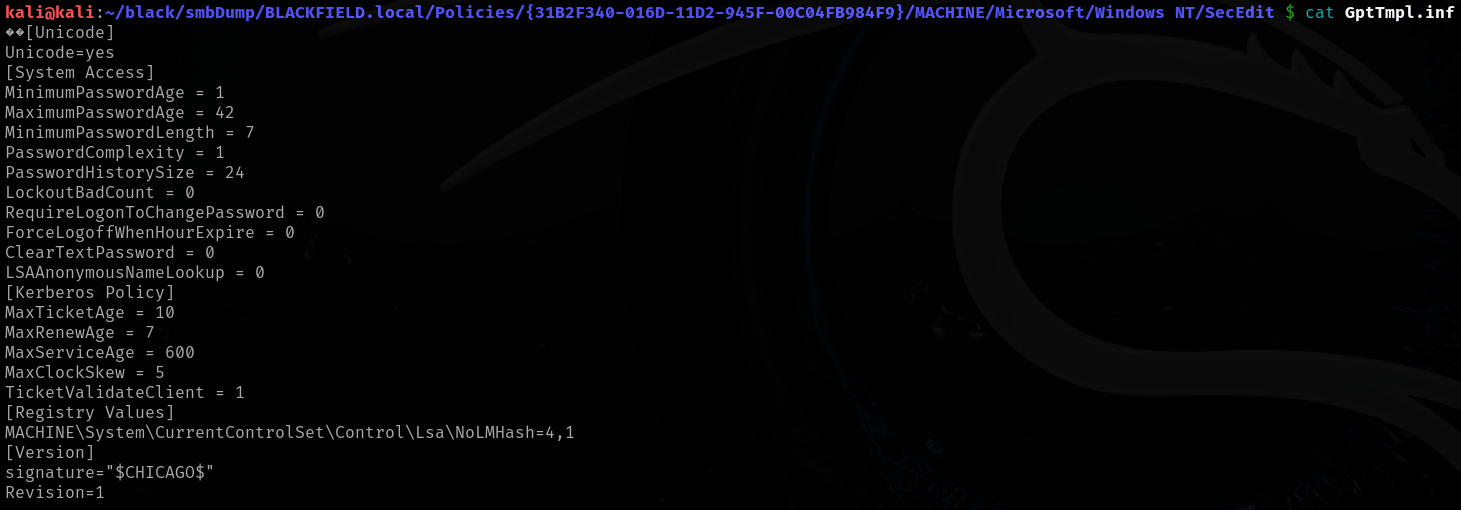 kali@kali:~/black/smbDump/BLACKFIELD.local/Policies/{31B2F340-016D-11D2-945F-00C04FB984F9}/MACHINE/Microsoft/Windows NT/SecEdit $ cat GptTmpl.inf
��[Unicode]
Unicode=yes
[System Access]
MinimumPasswordAge = 1
MaximumPasswordAge = 42
MinimumPasswordLength = 7
PasswordComplexity = 1
PasswordHistorySize = 24
LockoutBadCount = 0
RequireLogonToChangePassword = 0
ForceLogoffWhenHourExpire = 0
ClearTextPassword = 0
LSAAnonymousNameLookup = 0
[Kerberos Policy]
MaxTicketAge = 10
MaxRenewAge = 7
MaxServiceAge = 600
MaxClockSkew = 5
TicketValidateClient = 1
[Registry Values]
MACHINE\System\CurrentControlSet\Control\Lsa\NoLMHash=4,1
[Version]
signature="$CHICAGO$"
Revision=1